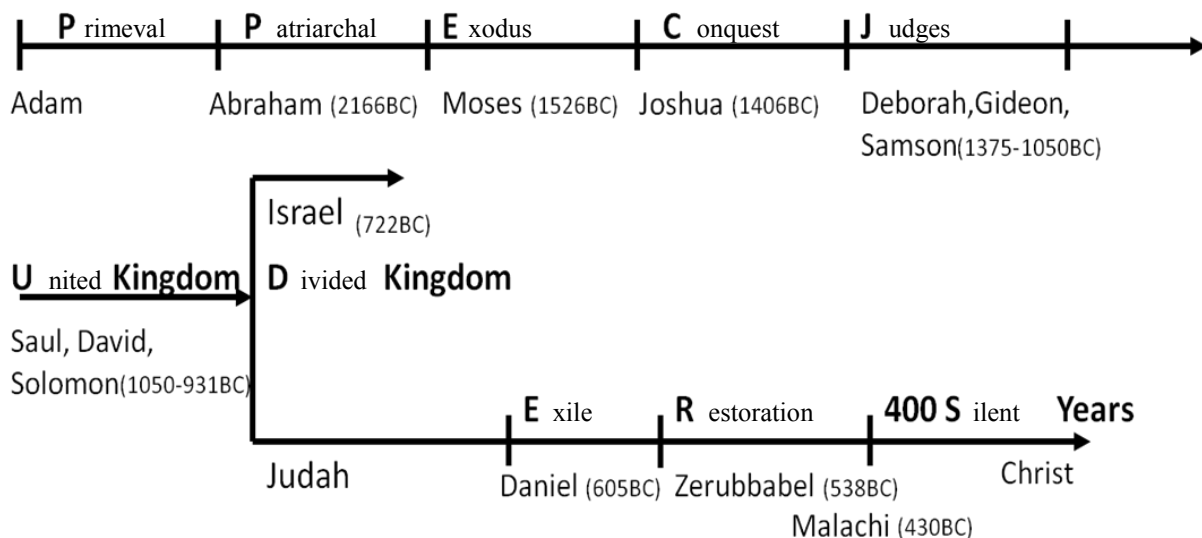 P rimeval P atriarchal E xodus C onquest J udges
Adam Abraham (2166BC) Moses (1526BC) Joshua (1406BC) Deborah,Gideon,
Samson(1375-1050BC)
Israel (722BC)
U nited Kingdom D ivided Kingdom
Saul, David,
Solomon(1050-931BC)
E xile R estoration 400 S ilent Years
Judah Daniel (605BC) Zerubbabel (538BC) Christ
Malachi (430BC)